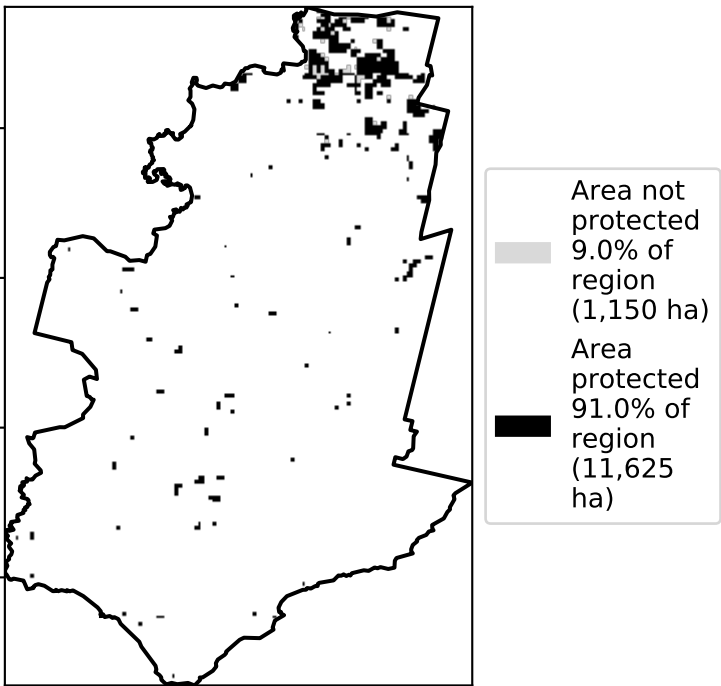 Area not
protected
9.0% of
region
(1,150 ha)
Area
protected
91.0% of
region
(11,625
ha)